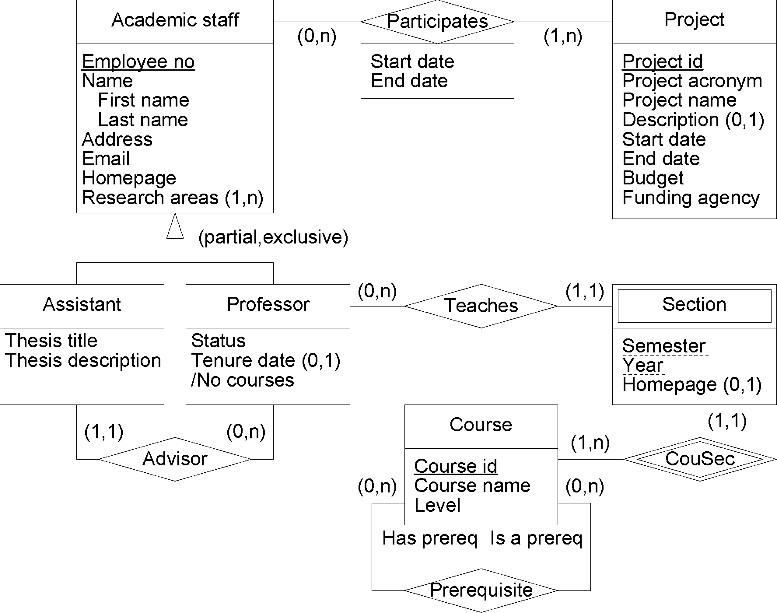 Academic staff
Employee no
Name
First name
Last name
Address
Email
Homepage
Research areas (1,n)
(0,n)
Participates
Start date
End date
(1,n)
Project
Project id
Project acronym
Project name
Description (0,1)
Start date
End date
Budget
Funding agency
(partial,exclusive)
Assistant
Thesis title
Thesis description
Professor
Status
Tenure date (0,1)
/No courses
(0,n)
Teaches
(1,1)
Section
Semester
Year
Homepage (0,1)
(1,1)
Advisor
(0,n)
Course
Course id
Course name
Level
(1,n)
CouSec
(1,1)
(0,n)
(0,n)
Has prereq
Is a prereq
Prerequisite